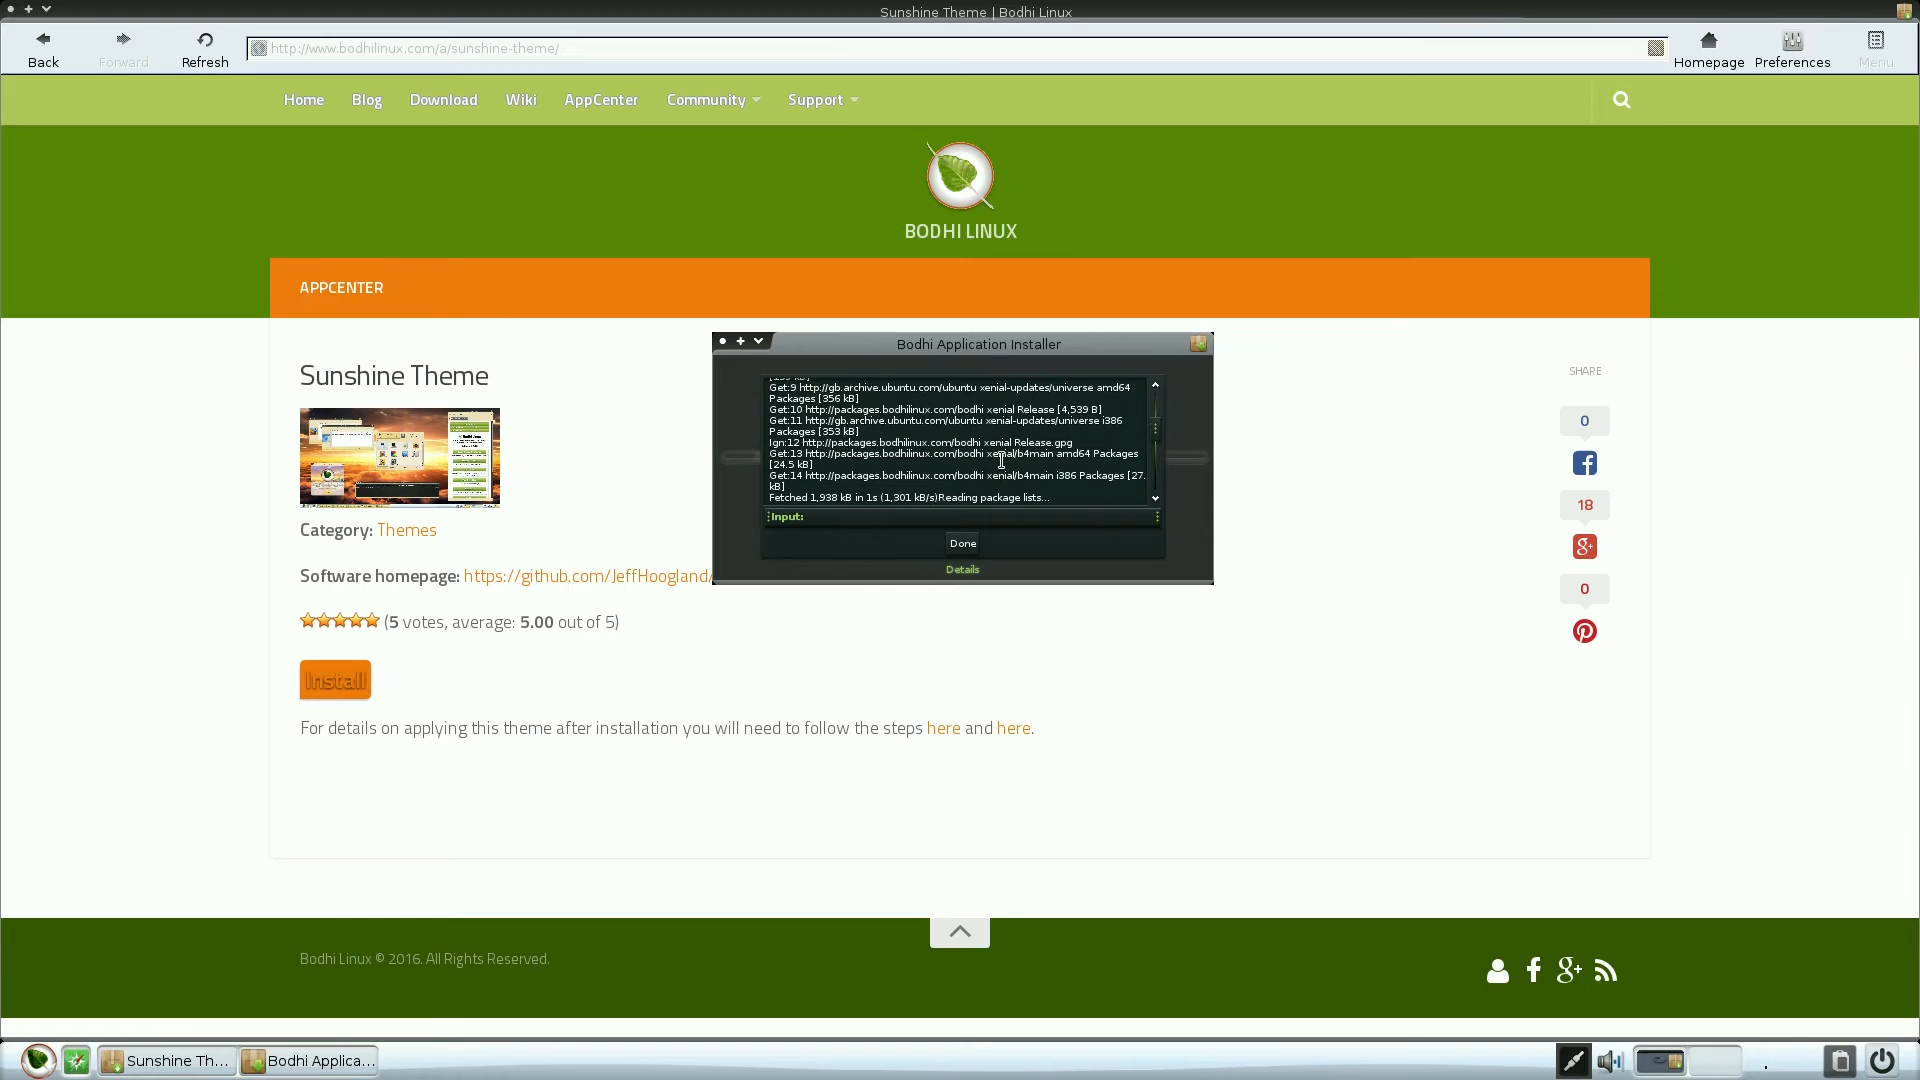 Sunshine Theme | Bodhi Linux
Back
Forward
Refresh
http://www.bodhilinux.com/a/sunshine-theme/
Homepage
Preferences
Menu
Home
Blog
Download
Wiki
AppCenter
Community
Support
BODHI LINUX
APPCENTER
Sunshine Theme
SHARE
0
18
0
Category: Themes
Software homepage: https://github.com/JeffHoogland/
(5 votes, average: 5.00 out of 5)
Install
For details on applying this theme after installation you will need to follow the steps here and here.
Bodhi Application Installer
Get:9 http://gb.archive.ubuntu.com/ubuntu xenial-updates/universe amd64
Packages [356 kB]
Get:10 http://packages.bodhilinux.com/bodhi xenial Release [4,539 B]
Get:11 http://gb.archive.ubuntu.com/ubuntu xenial-updates/universe i386
Packages [353 kB]
Ign:12 http://packages.bodhilinux.com/bodhi xenial Release.gpg
Get:13 http://packages.bodhilinux.com/bodhi xenial/b4main amd64 Packages
[24.5 kB]
Get:14 http://packages.bodhilinux.com/bodhi xenial/b4main i386 Packages [27.
kB]
Fetched 1,938 kB in 1s (1,301 kB/s)Reading package lists...
Input:
Done
Details
Bodhi Linux © 2016. All Rights Reserved.
Sunshine Th...
Bodhi Applica...